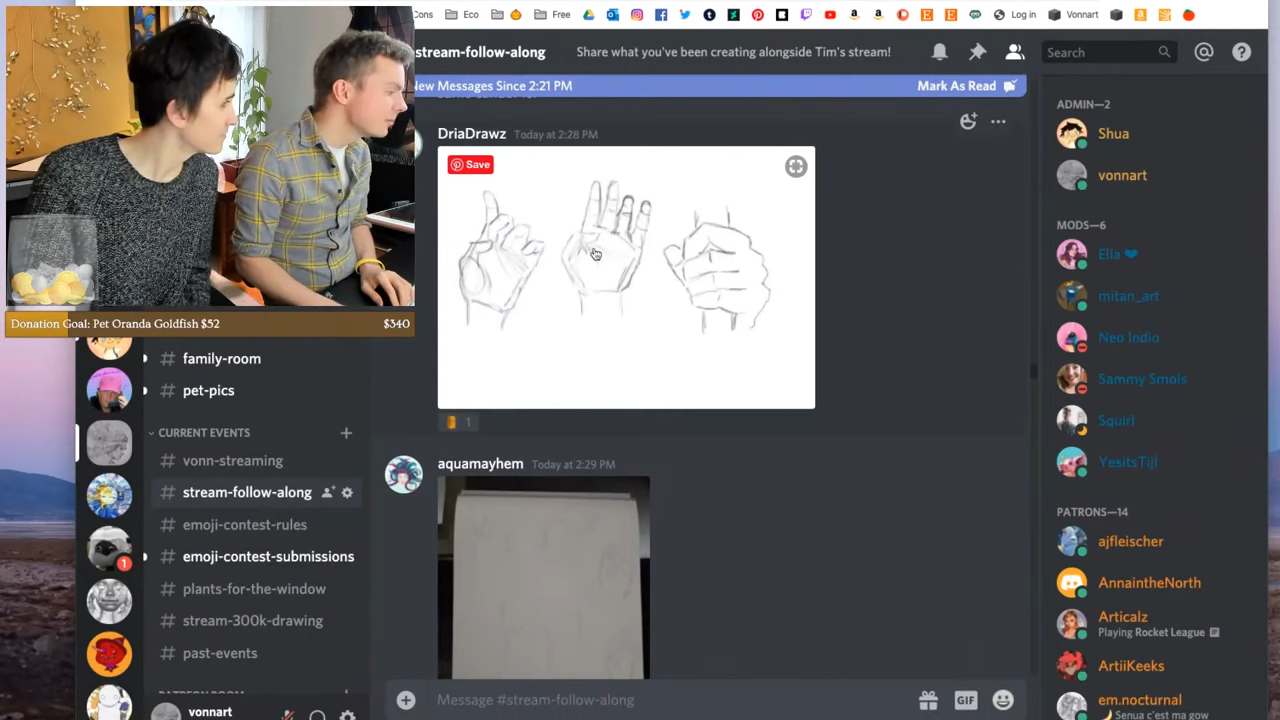 Cons
Eco
Free
Log in
Vonnart
stream-follow-along
Share what you've been creating alongside Tim's stream!
Search
New Messages Since 2:21 PM
Mark As Read
DriaDrawz Today at 2:28 PM
Save
1
aquamayhem Today at 2:29 PM
Message #stream-follow-along
GIF
Donation Goal: Pet Oranda Goldfish $52
$340
family-room
pet-pics
CURRENT EVENTS
vonn-streaming
stream-follow-along
emoji-contest-rules
emoji-contest-submissions
plants-for-the-window
stream-300k-drawing
past-events
1
vonnart
ADMIN—2
Shua
vonnart
MODS—6
Ella ❤
mitan_art
Neo Indio
Sammy Smols
Squirl
YesitsTijl
PATRONS—14
ajfleischer
AnnaintheNorth
Articalz
Playing Rocket League
ArtiiKeeks
em.nocturnal
Senua c'est ma gow